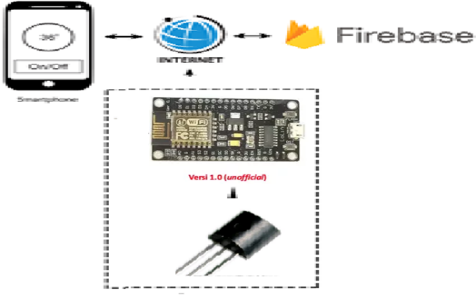 36°
On/Off
Smartphone
INTERNET
Firebase
Versi 1.0 (unofficial)